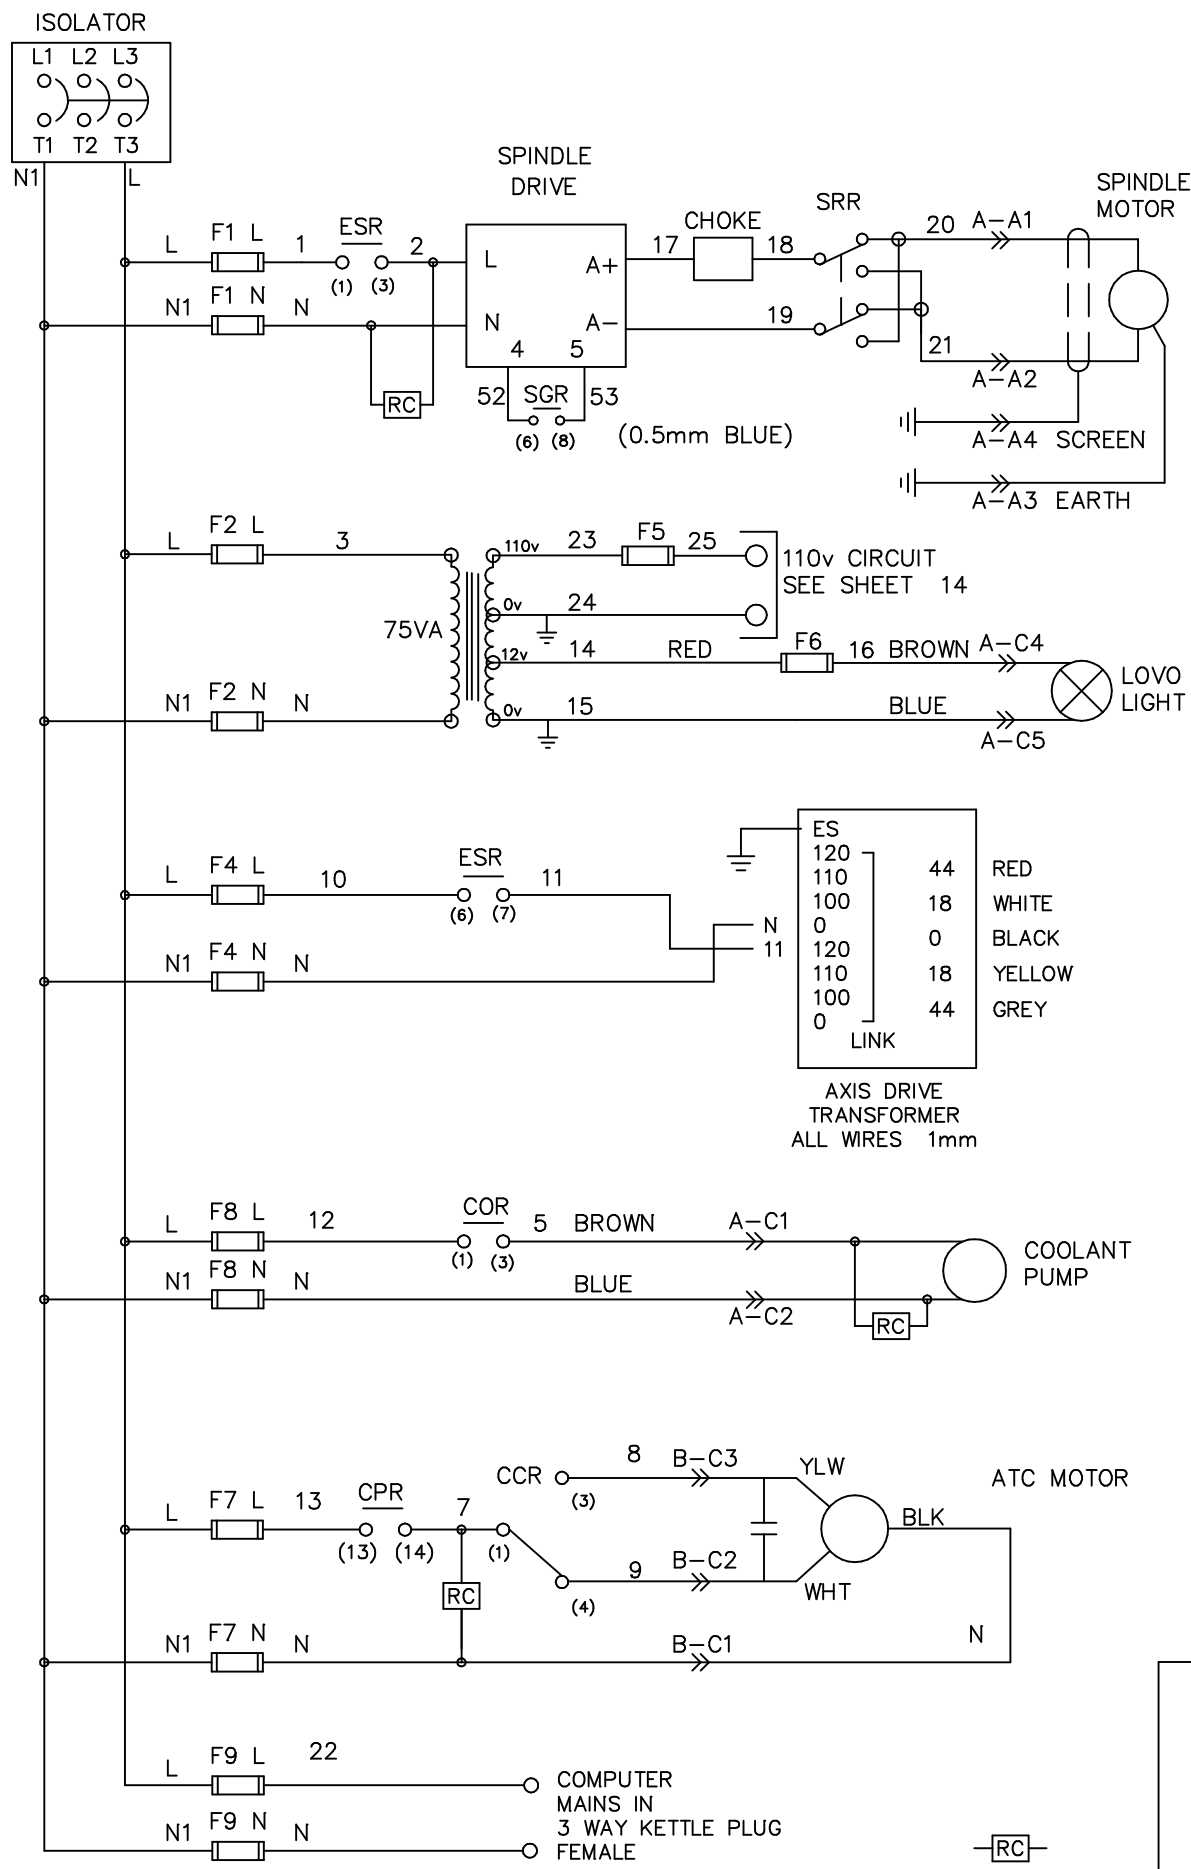 ISOLATOR
L1 L2 L3
T1 T2 T3
N1 L
SPINDLE
DRIVE
L F1 L 1 ESR 2
(1) (3)
N1 F1 N N
L A+
N A-
4 5
RC
52 SGR 53
(6) (8)
(0.5mm BLUE)
17 CHOKE 18
19
SRR
20 A-A1
21
A-A2
SPINDLE
MOTOR
A-A4 SCREEN
A-A3 EARTH
L F2 L 3
75VA
N1 F2 N N
110v 23 F5 25
0v 24
110v CIRCUIT
SEE SHEET 14
12v 14 RED F6 16 BROWN A-C4
0v 15 BLUE
A-C5
LOVO
LIGHT
L F4 L 10 ESR 11
(6) (7)
N1 F4 N N
N
11
ES
120
110
100
0
120
110
100
0
LINK
44 RED
18 WHITE
0 BLACK
18 YELLOW
44 GREY
AXIS DRIVE
TRANSFORMER
ALL WIRES 1mm
L F8 L 12 COR 5 BROWN A-C1
(1) (3)
N1 F8 N N BLUE
A-C2
RC
COOLANT
PUMP
L F7 L 13 CPR 7
(13) (14) (1)
CCR
(3)
8 B-C3 YLW
ATC MOTOR
BLK
9 B-C2
(4)
WHT
RC
N1 F7 N N B-C1 N
L F9 L 22
N1 F9 N N
COMPUTER
MAINS IN
3 WAY KETTLE PLUG
FEMALE
RC